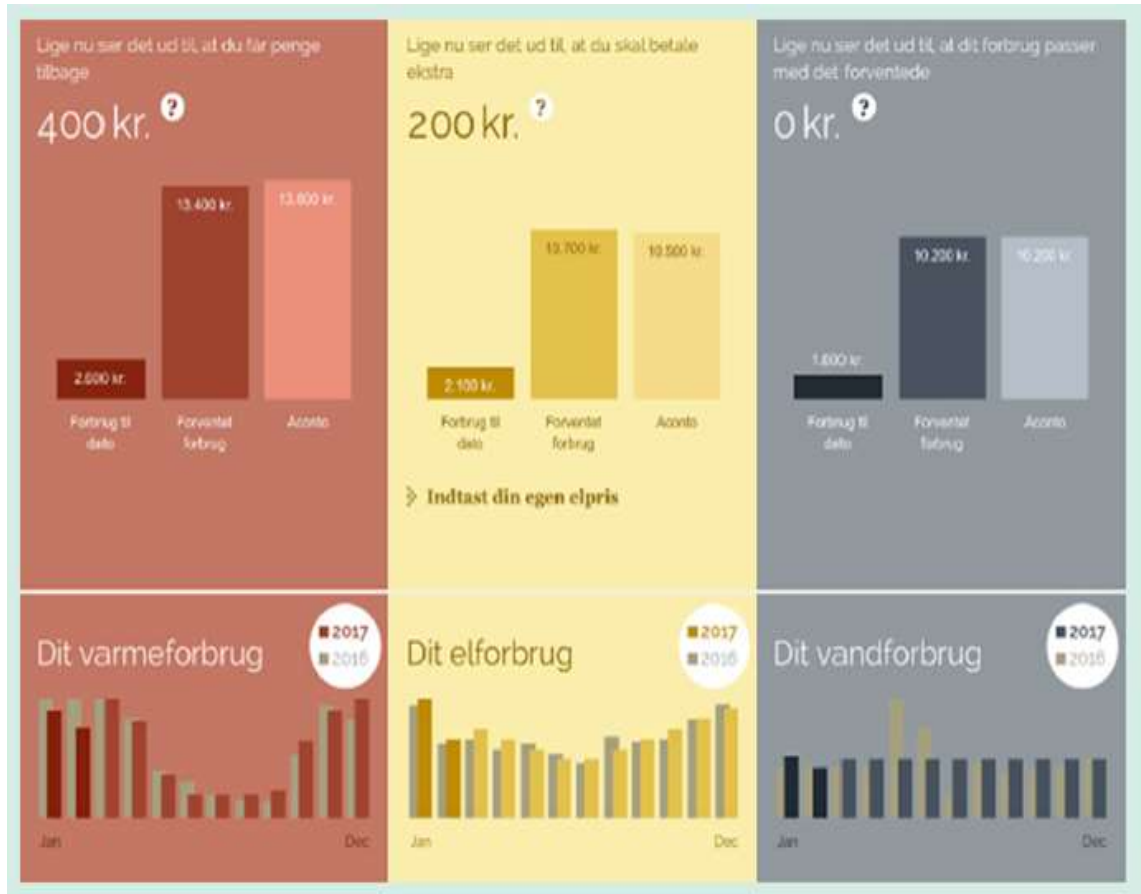 Lige nu ser det ud til, at du får penge
tilbage
400 kr. ?
13.400 kr.
13.800 kr.
2.600 kr.
Forbrug til
dato
Forventet
forbrug
Aconto
Lige nu ser det ud til, at du skal betale
ekstra
200 kr. ?
10.700 kr.
10.500 kr.
2.100 kr.
Forbrug til
dato
Forventet
forbrug
Aconto
Indtast din egen elpris
Lige nu ser det ud til, at dit forbrug passer
med det forventede
0 kr. ?
10.200 kr.
10.200 kr.
1.600 kr.
Forbrug til
dato
Forventet
forbrug
Aconto
Dit varmeforbrug
2017
2016
Jan
Dec
Dit elforbrug
2017
2016
Jan
Dec
Dit vandforbrug
2017
2016
Jan
Dec